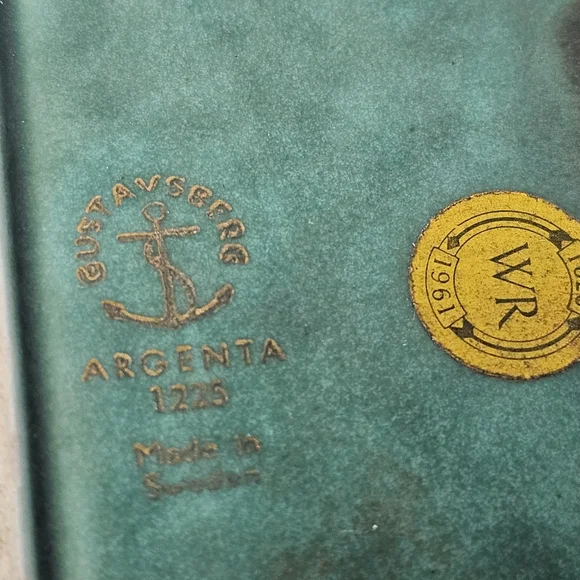 GUSTAVSBERG
ARGENTA
1225
Made in
Sweden
WR
1961